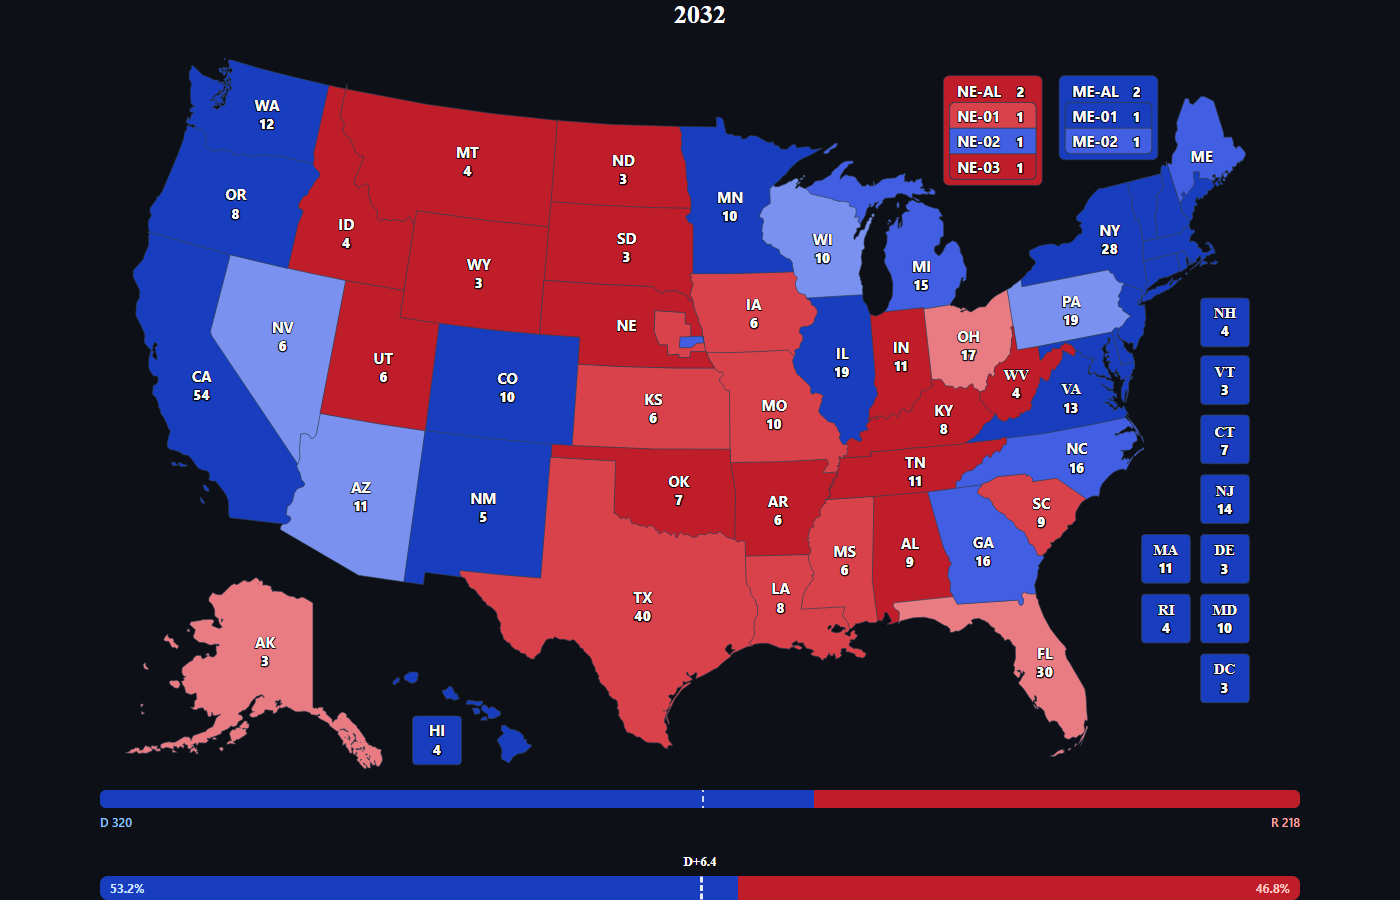 2032
WA
12
OR
8
CA
54
NV
6
ID
4
MT
4
WY
3
UT
6
AZ
11
CO
10
NM
5
ND
3
SD
3
NE
KS
6
OK
7
TX
40
MN
10
IA
6
MO
10
AR
6
LA
8
WI
10
IL
19
MI
15
IN
11
OH
17
KY
8
TN
11
MS
6
AL
9
GA
16
FL
30
SC
9
NC
16
VA
13
WV
4
PA
19
NY
28
ME
NE-AL 2
NE-01 1
NE-02 1
NE-03 1
ME-AL 2
ME-01 1
ME-02 1
NH
4
VT
3
CT
7
NJ
14
MA
11
DE
3
RI
4
MD
10
DC
3
AK
3
HI
4
D 320
R 218
D+6.4
53.2%
46.8%